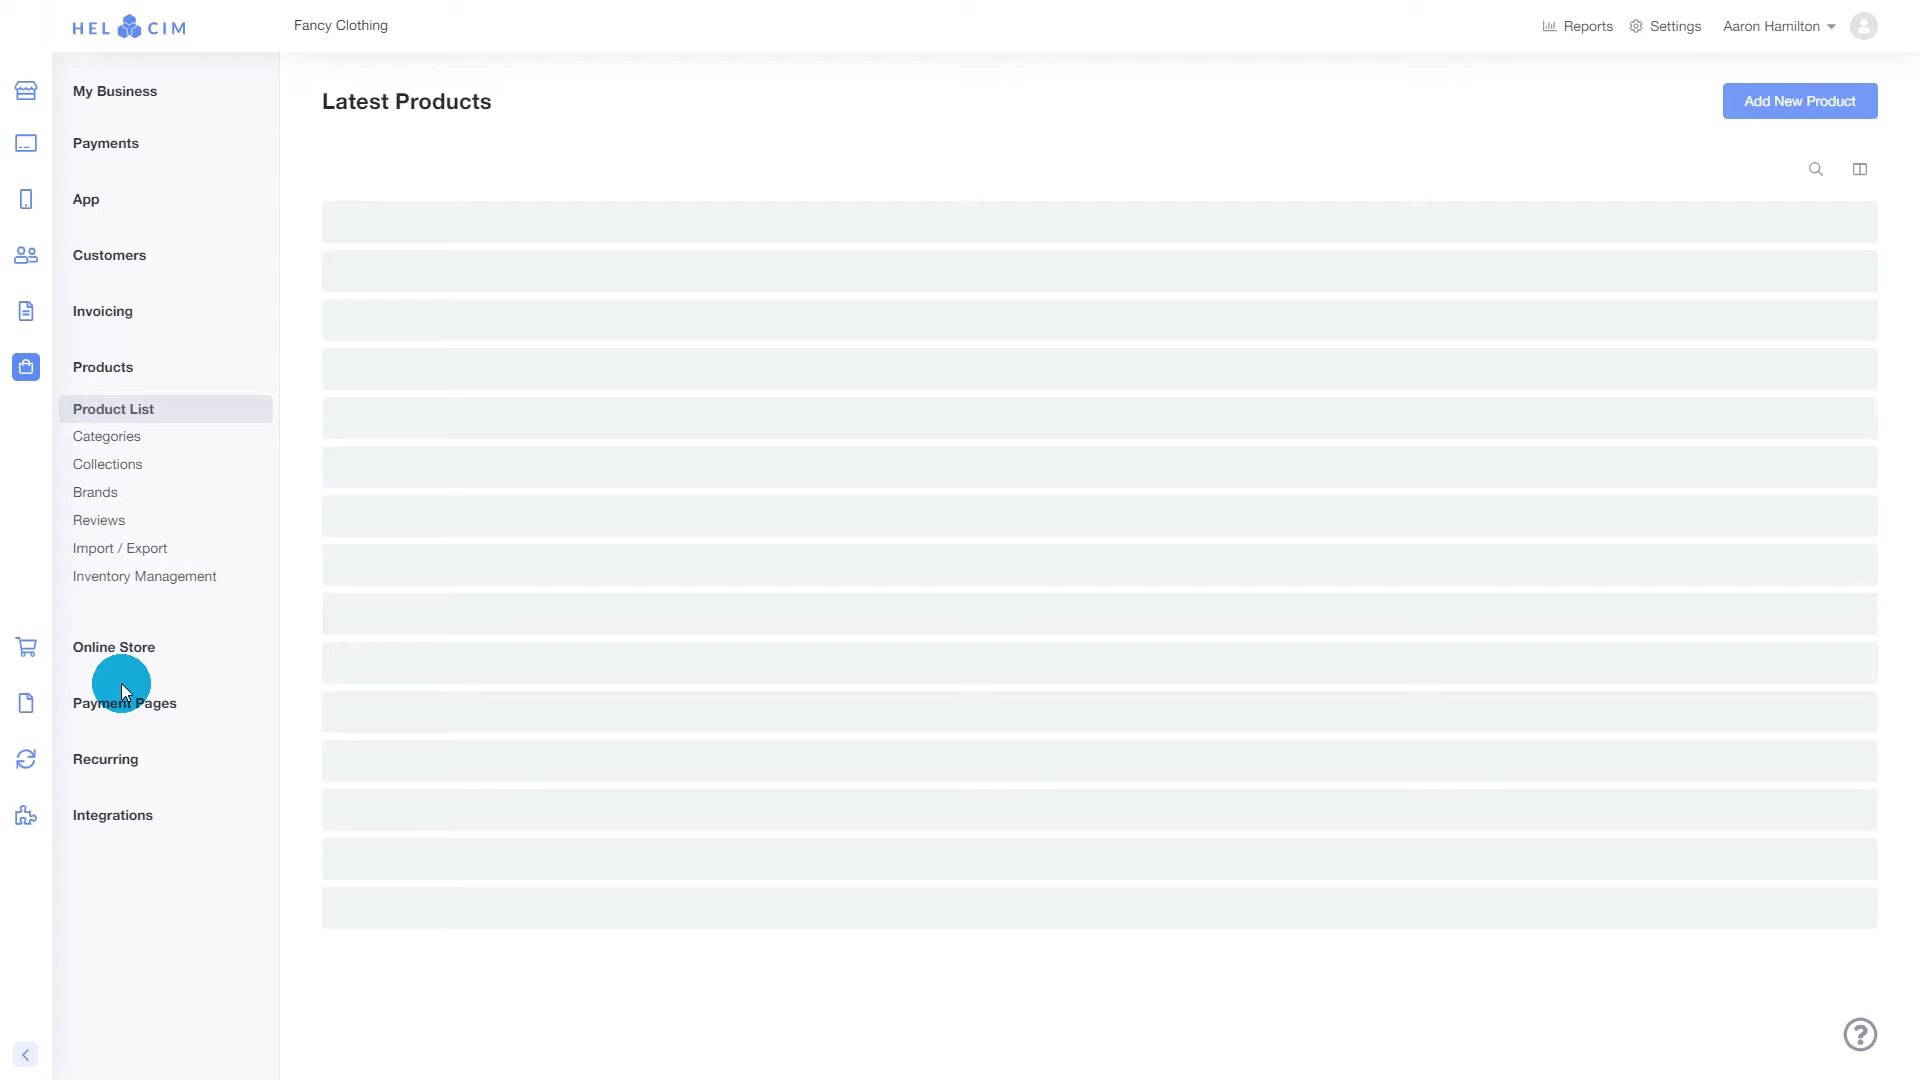 HELCIM
Fancy Clothing
Reports
Settings
Aaron Hamilton
My Business
Payments
App
Customers
Invoicing
Products
Product List
Categories
Collections
Brands
Reviews
Import / Export
Inventory Management
Online Store
Payment Pages
Recurring
Integrations
Latest Products
Add New Product
?